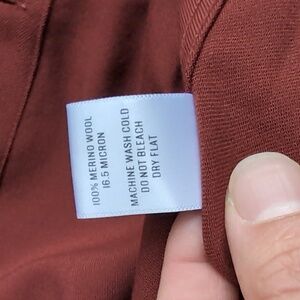 100% MERINO WOOL
16.5 MICRON
MACHINE WASH COLD
DO NOT BLEACH
DRY FLAT